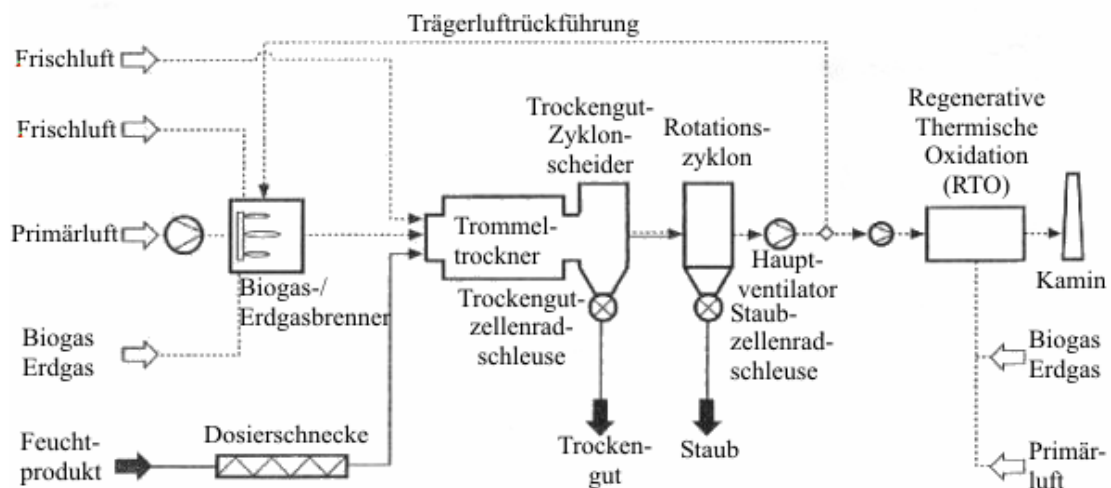 Trägerluftrückführung
Frischluft
Frischluft
Primärluft
Biogas-/
Erdgasbrenner
Biogas
Erdgas
Feucht-
produkt
Dosierschnecke
Trommel-
trockner
Trockengut-
Zyklon-
scheider
Trockengut-
zellenrad-
schleuse
Trocken-
gut
Rotations-
zyklon
Haupt-
ventilator
Staub-
zellenrad-
schleuse
Staub
Regenerative
Thermische
Oxidation
(RTO)
Kamin
Biogas
Erdgas
Primär-
luft